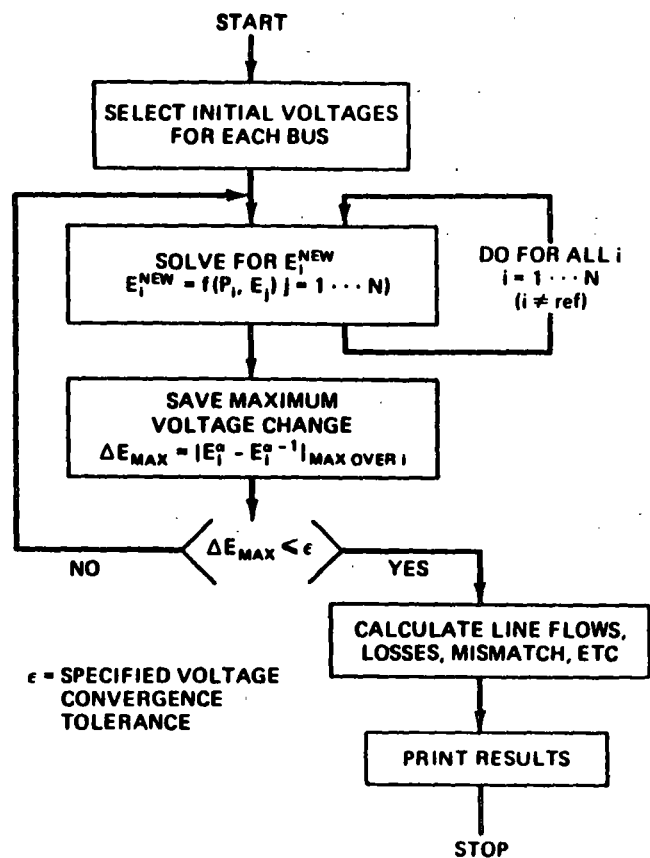 START
SELECT INITIAL VOLTAGES
FOR EACH BUS
SOLVE FOR E_i^NEW
E_i^NEW = f(P_i, E_j) j = 1 ··· N)
DO FOR ALL i
i = 1 ··· N
(i ≠ ref)
SAVE MAXIMUM
VOLTAGE CHANGE
ΔE_MAX = |E_i^α - E_i^α-1|_MAX OVER i
ΔE_MAX ≤ ϵ
NO
YES
CALCULATE LINE FLOWS,
LOSSES, MISMATCH, ETC
ϵ = SPECIFIED VOLTAGE
CONVERGENCE
TOLERANCE
PRINT RESULTS
STOP